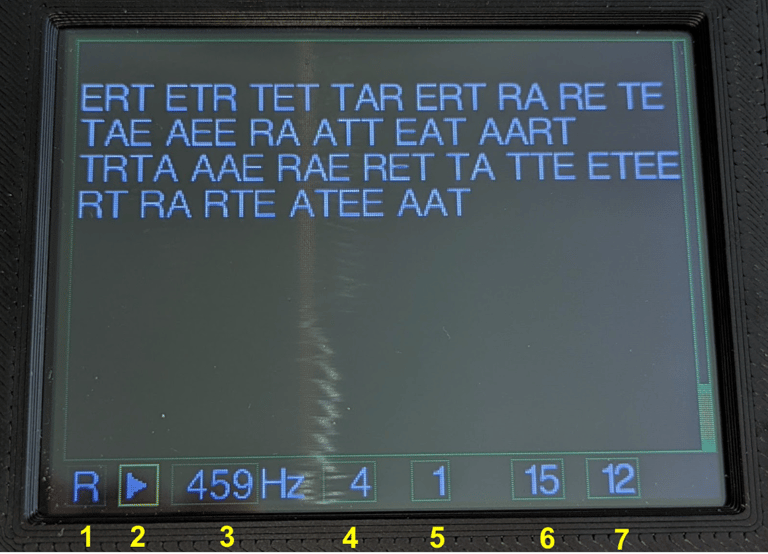 ERT ETR TET TAR ERT RA RE TE
TAE AEE RA ATT EAT AART
TRTA AAE RAE RET TA TTE ETEE
RT RA RTE ATEE AAT
R 459 Hz 4 1 15 12
1 2 3 4 5 6 7